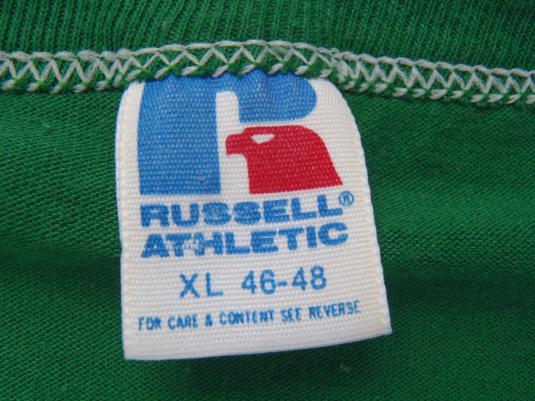 R
RUSSELL®
ATHLETIC
XL 46-48
FOR CARE & CONTENT SEE REVERSE